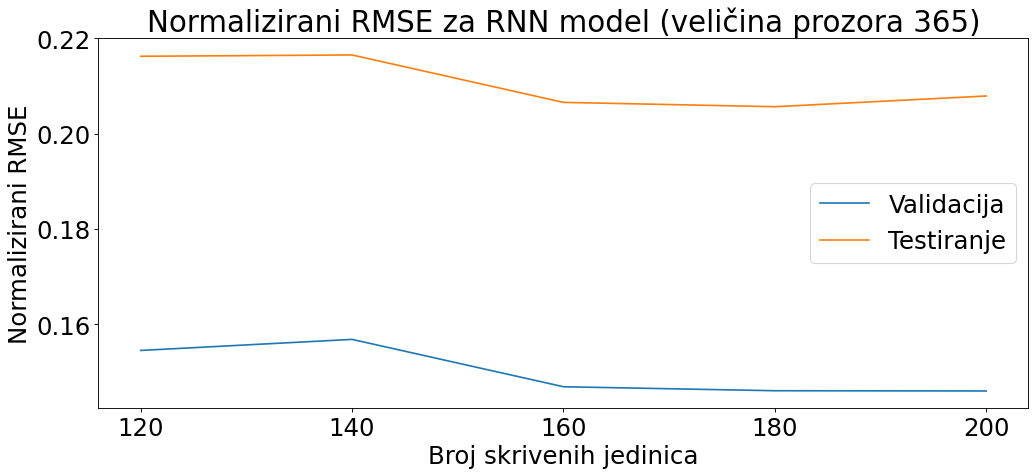 Normalizirani RMSE za RNN model (veličina prozora 365)
Normalizirani RMSE
0.22
0.20
0.18
0.16
Validacija
Testiranje
120 140 160 180 200
Broj skrivenih jedinica